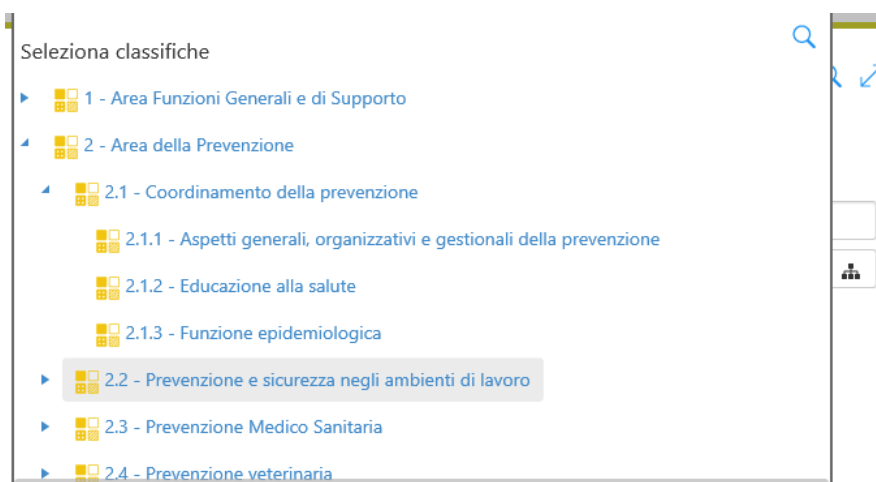 Seleziona classifiche
1 - Area Funzioni Generali e di Supporto
2 - Area della Prevenzione
2.1 - Coordinamento della prevenzione
2.1.1 - Aspetti generali, organizzativi e gestionali della prevenzione
2.1.2 - Educazione alla salute
2.1.3 - Funzione epidemiologica
2.2 - Prevenzione e sicurezza negli ambienti di lavoro
2.3 - Prevenzione Medico Sanitaria
2.4 - Prevenzione veterinaria